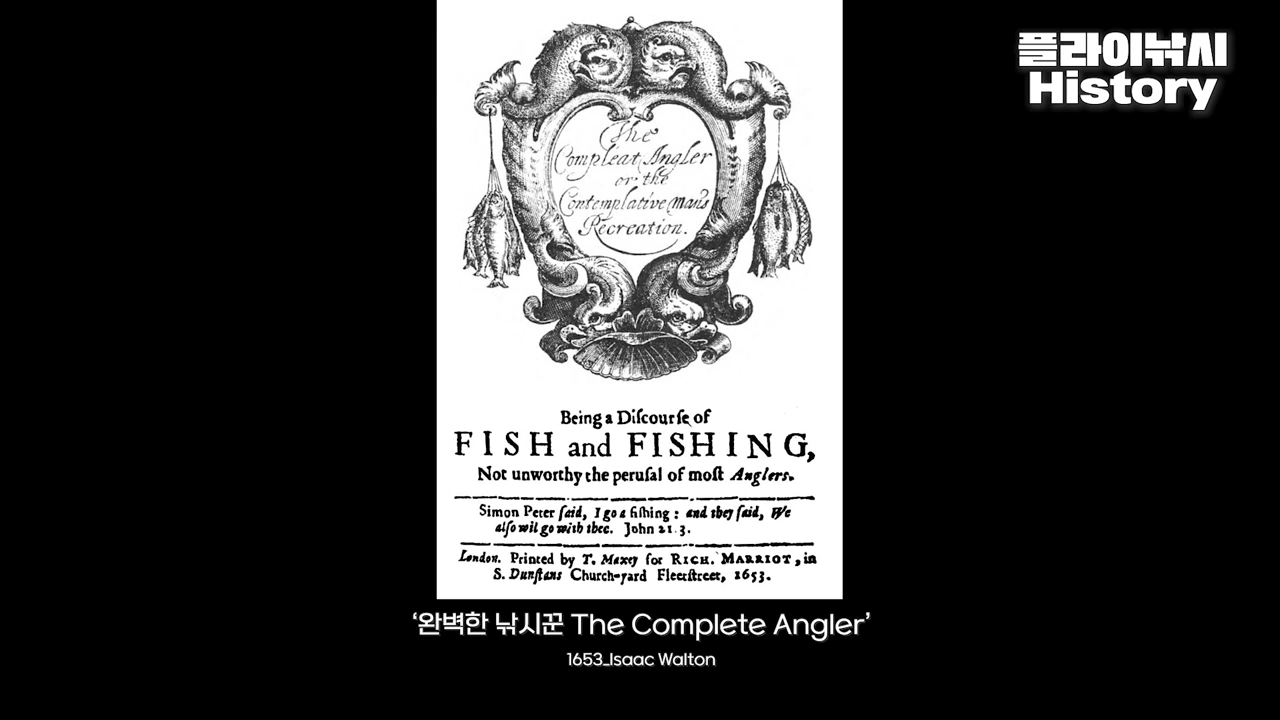 플라이낚시
History
The
Compleat Angler
or the
Contemplative man's
Recreation.
Being a Diſcourſe of
FISH and FISHING,
Not unworthy the peruſal of moſt Anglers.
Simon Peter ſaid, I go a fiſhing : and they ſaid, We
alſo wil go with thee. John 21.3.
London. Printed by T. Maxey for RICH. MARRIOT, in
S. Dunſtans Church-yard Fleetſtreet, 1653.
‘완벽한 낚시꾼 The Complete Angler’
1653_Isaac Walton